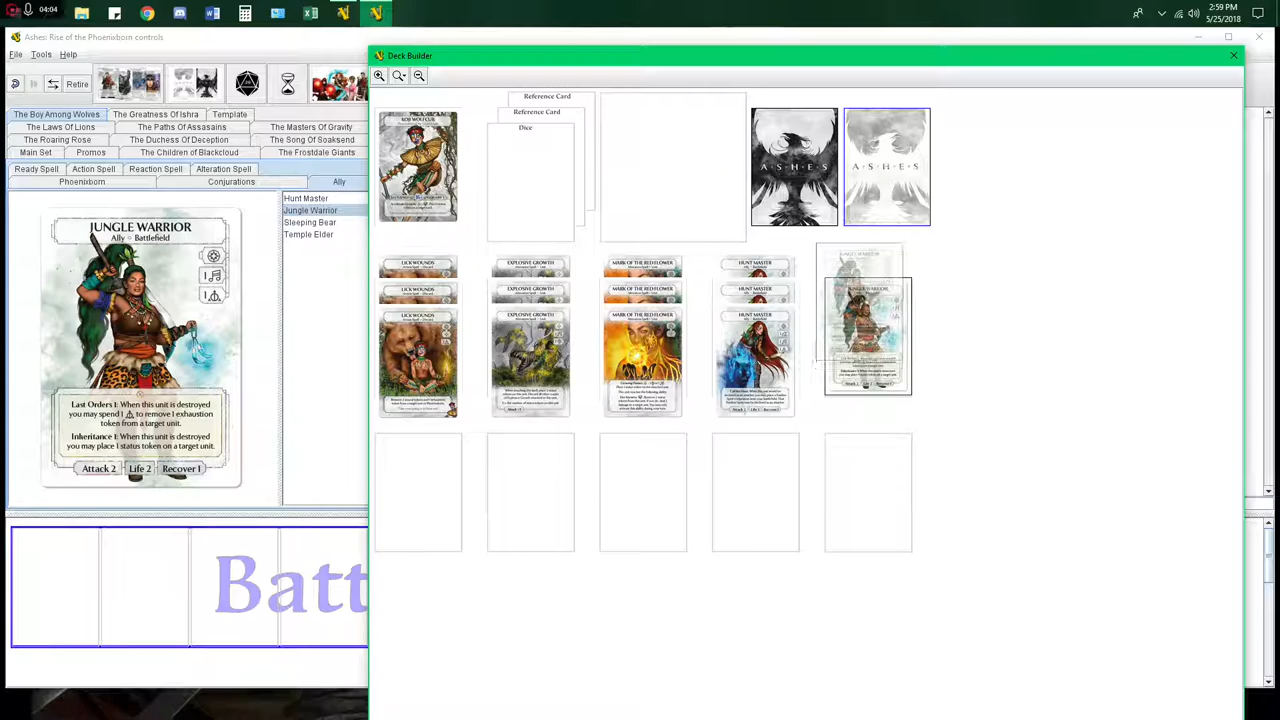 04:04
2:59 PM
5/25/2018
Ashes: Rise of the Phoenixborn controls
File Tools Help
Retire
Deck Builder
The Boy Among Wolves The Greatness Of Ishra Template
The Laws Of Lions The Paths Of Assasains The Masters Of Gravity
The Roaring Rose The Duchess Of Deception The Song Of Soaksend
Main Set Promos The Children of Blackcloud The Frostdale Giants
Ready Spell Action Spell Reaction Spell Alteration Spell
Phoenixborn Conjurations Ally
Hunt Master
Jungle Warrior
Sleeping Bear
Temple Elder
JUNGLE WARRIOR
Ally Battlefield
1
1
Last Orders 1: When this unit is destroyed
you may spend 1 to remove 1 exhaustion
token from a target unit.
Inheritance 1: When this unit is destroyed
you may place 1 status token on a target unit.
Attack 2 Life 2 Recover 1
Batt
KOJI WOLFCUB
Reference Card
Reference Card
Dice
ASHES
ASHES
LICK WOUNDS EXPLOSIVE GROWTH MARK OF THE RED FLOWER HUNT MASTER
LICK WOUNDS EXPLOSIVE GROWTH MARK OF THE RED FLOWER HUNT MASTER
LICK WOUNDS EXPLOSIVE GROWTH MARK OF THE RED FLOWER HUNT MASTER
JUNGLE WARRIOR
JUNGLE WARRIOR